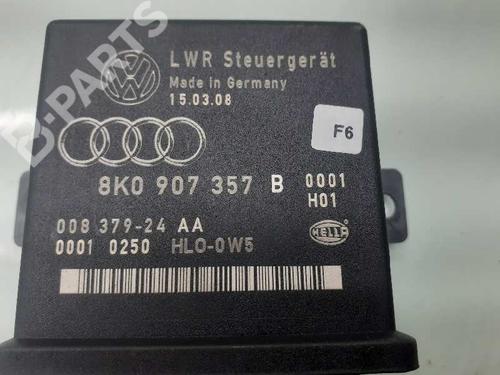 B-PARTS
LWR Steuergerät
Made in Germany
15.03.08
F6
8K0 907 357 B 0001
H01
008 379-24 AA
0001 0250 HLO-0W5
HELLA